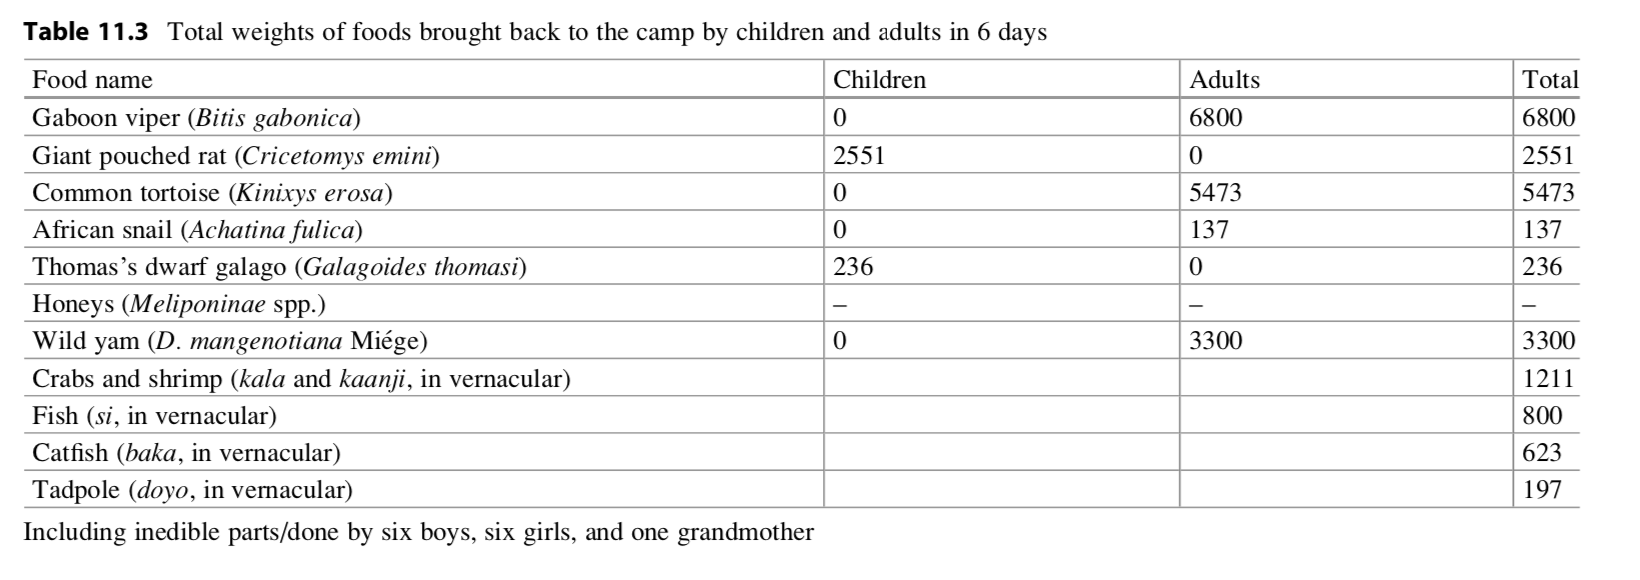 Table 11.3 Total weights of foods brought back to the camp by children and adults in 6 days
Food name Children Adults Total
Gaboon viper (Bitis gabonica) 0 6800 6800
Giant pouched rat (Cricetomys emini) 2551 0 2551
Common tortoise (Kinixys erosa) 0 5473 5473
African snail (Achatina fulica) 0 137 137
Thomas’s dwarf galago (Galagoides thomasi) 236 0 236
Honeys (Meliponinae spp.) – – –
Wild yam (D. mangenotiana Miége) 0 3300 3300
Crabs and shrimp (kala and kaanji, in vernacular) 1211
Fish (si, in vernacular) 800
Catfish (baka, in vernacular) 623
Tadpole (doyo, in vernacular) 197
Including inedible parts/done by six boys, six girls, and one grandmother